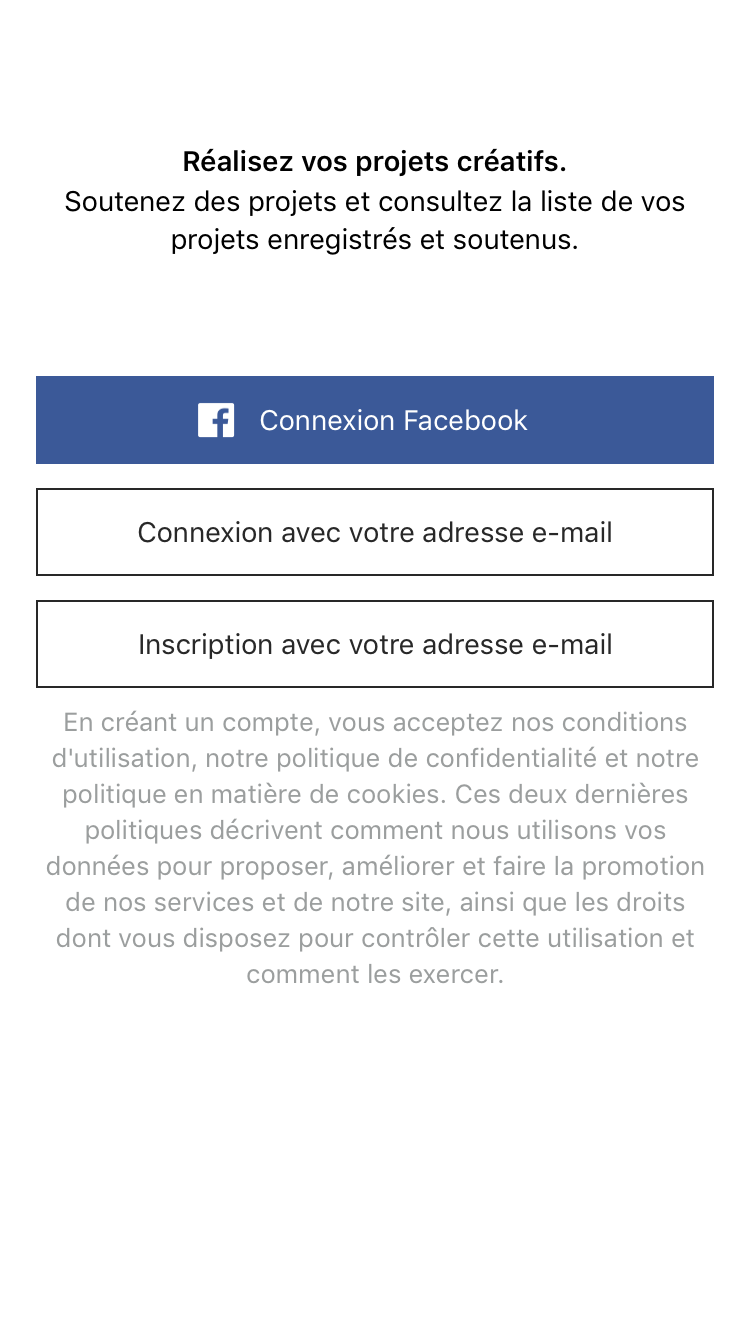 Réalisez vos projets créatifs.
Soutenez des projets et consultez la liste de vos
projets enregistrés et soutenus.
Connexion Facebook
Connexion avec votre adresse e-mail
Inscription avec votre adresse e-mail
En créant un compte, vous acceptez nos conditions
d'utilisation, notre politique de confidentialité et notre
politique en matière de cookies. Ces deux dernières
politiques décrivent comment nous utilisons vos
données pour proposer, améliorer et faire la promotion
de nos services et de notre site, ainsi que les droits
dont vous disposez pour contrôler cette utilisation et
comment les exercer.